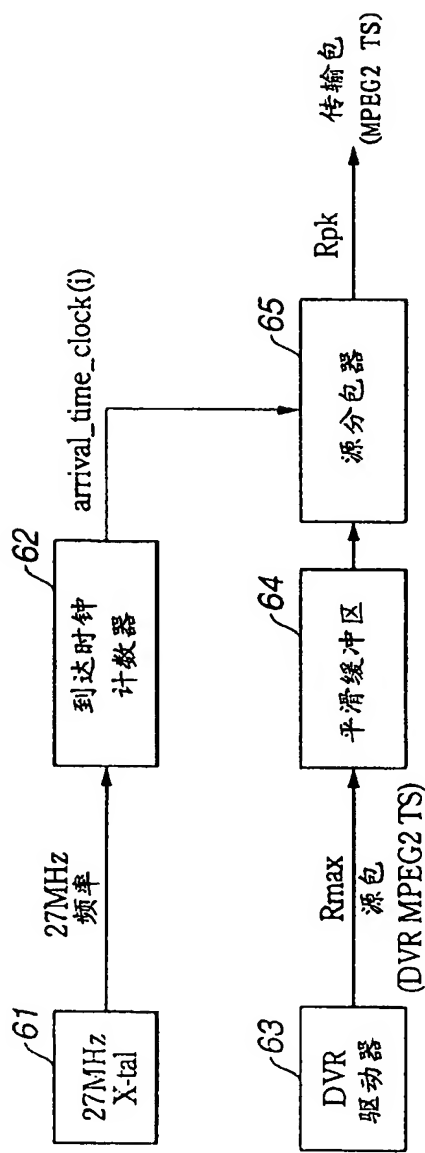 61
27MHz
X-tal
27MHz
频率
62
到达时钟
计数器
arrival_time_clock(i)
63
DVR
驱动器
Rmax
源包
(DVR MPEG2 TS)
64
平滑缓冲区
65
源分包器
Rpk
传输包
(MPEG2 TS)